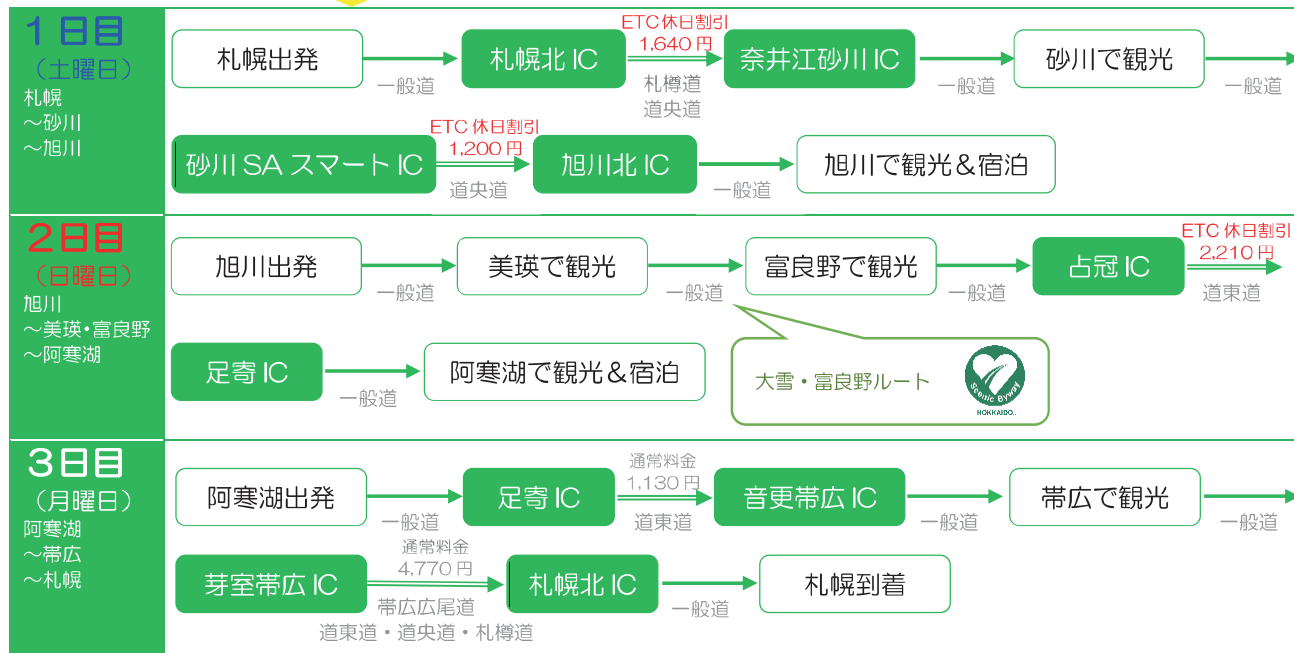 1日目
（土曜日）
札幌
～砂川
～旭川
札幌出発
一般道
札幌北 IC
ETC 休日割引
1,640 円
札樽道
道央道
奈井江砂川 IC
一般道
砂川で観光
一般道
砂川 SA スマート IC
ETC 休日割引
1,200 円
道央道
旭川北 IC
一般道
旭川で観光＆宿泊
2日目
（日曜日）
旭川
～美瑛・富良野
～阿寒湖
旭川出発
一般道
美瑛で観光
一般道
富良野で観光
一般道
占冠 IC
ETC 休日割引
2,210 円
道東道
足寄 IC
一般道
阿寒湖で観光＆宿泊
大雪・富良野ルート
Scenic Byway
HOKKAIDO..
3日目
（月曜日）
阿寒湖
～帯広
～札幌
阿寒湖出発
一般道
足寄 IC
通常料金
1,130 円
道東道
音更帯広 IC
一般道
帯広で観光
一般道
芽室帯広 IC
通常料金
4,770 円
帯広広尾道
道東道・道央道・札樽道
札幌北 IC
一般道
札幌到着